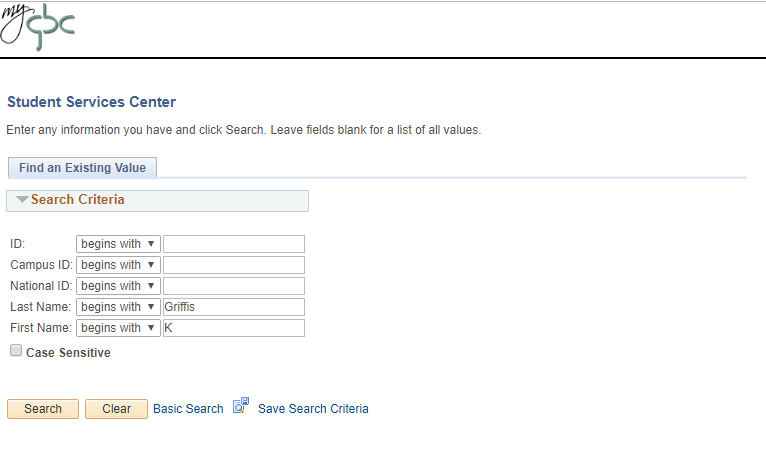 my gbc
Student Services Center
Enter any information you have and click Search. Leave fields blank for a list of all values.
Find an Existing Value
Search Criteria
ID: begins with
Campus ID: begins with
National ID: begins with
Last Name: begins with Griffis
First Name: begins with K
Case Sensitive
Search Clear Basic Search Save Search Criteria